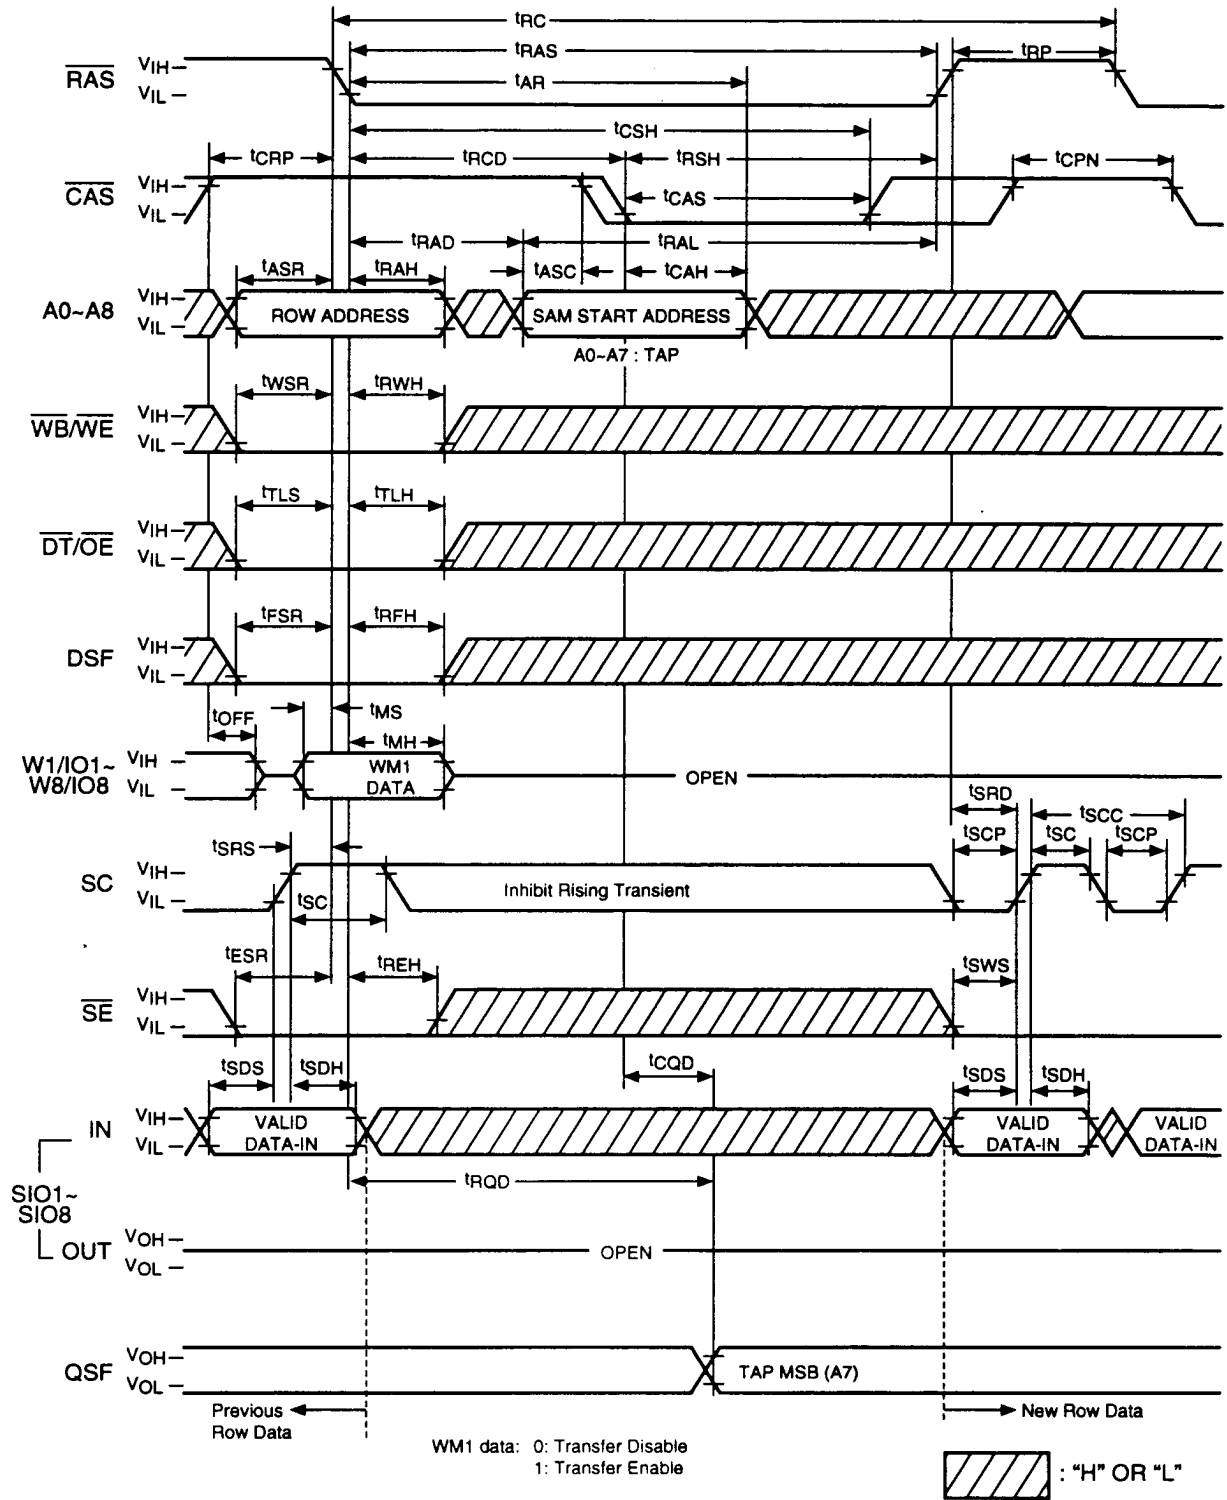 tRC
tRAS
tRP
RAS
VIH
VIL
tAR
tCSH
tCRP
tRCD
tRSH
tCPN
CAS
VIH
VIL
tCAS
tRAD
tRAL
tASR
tRAH
tASC
tCAH
A0~A8
VIH
VIL
ROW ADDRESS
SAM START ADDRESS
A0~A7 : TAP
tWSR
tRWH
WB/WE
VIH
VIL
tTLS
tTLH
DT/OE
VIH
VIL
tFSR
tRFH
DSF
VIH
VIL
tOFF
tMS
tMH
W1/IO1~
W8/IO8
VIH
VIL
WM1
DATA
OPEN
tSRD
tSCC
tSRS
tSCP
tSC
tSCP
SC
VIH
VIL
tSC
Inhibit Rising Transient
tESR
tREH
tSWS
SE
VIH
VIL
tCQD
tSDS
tSDH
tSDS
tSDH
IN
VIH
VIL
VALID
DATA-IN
VALID
DATA-IN
VALID
DATA-IN
tRQD
SIO1~
SIO8
OUT
VOH
VOL
OPEN
QSF
VOH
VOL
TAP MSB (A7)
Previous
Row Data
New Row Data
WM1 data: 0: Transfer Disable
1: Transfer Enable
: "H" OR "L"